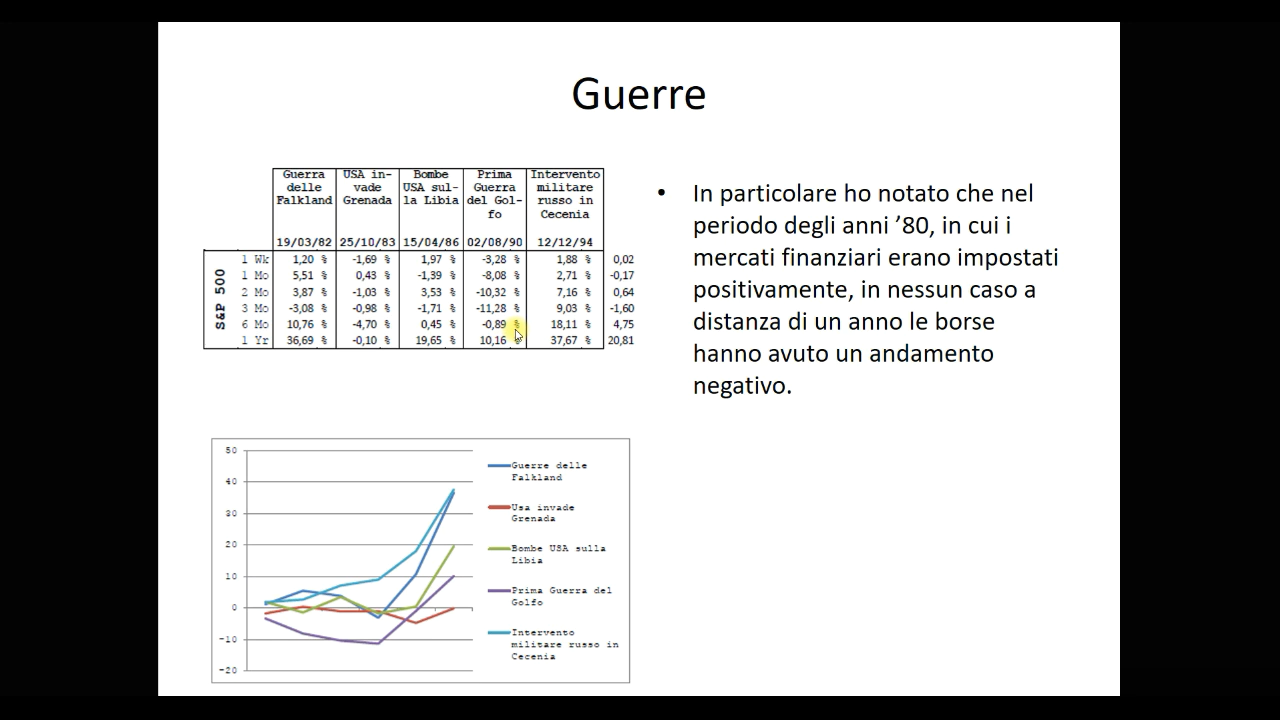 Guerre
Guerra delle Falkland USA in- vade Grenada Bombe USA sul- la Libia Prima Guerra del Gol- fo Intervento militare russo in Cecenia
19/03/82 25/10/83 15/04/86 02/08/90 12/12/94
S&P 500
1 Wk 1,20 % -1,69 % 1,97 % -3,28 % 1,88 % 0,02
1 Mo 5,51 % 0,43 % -1,39 % -8,08 % 2,71 % -0,17
2 Mo 3,87 % -1,03 % 3,53 % -10,32 % 7,16 % 0,64
3 Mo -3,08 % -0,98 % -1,71 % -11,28 % 9,03 % -1,60
6 Mo 10,76 % -4,70 % 0,45 % -0,89 % 18,11 % 4,75
1 Yr 36,69 % -0,10 % 19,65 % 10,16 % 37,67 % 20,81
• In particolare ho notato che nel
periodo degli anni ’80, in cui i
mercati finanziari erano impostati
positivamente, in nessun caso a
distanza di un anno le borse
hanno avuto un andamento
negativo.
50
40
30
20
10
0
-10
-20
Guerre delle
Falkland
Usa invade
Grenada
Bombe USA sulla
Libia
Prima Guerra del
Golfo
Intervento
militare russo in
Cecenia